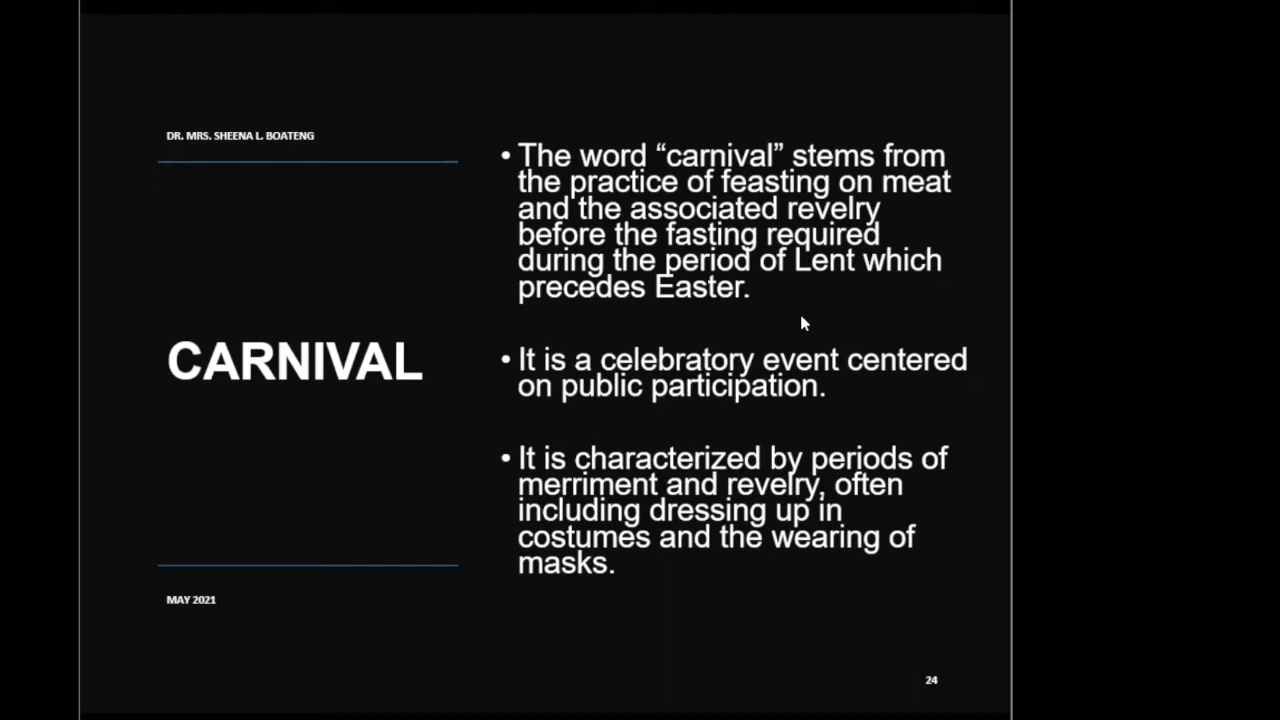 DR. MRS. SHEENA L. BOATENG
CARNIVAL
MAY 2021
• The word “carnival” stems from
the practice of feasting on meat
and the associated revelry
before the fasting required
during the period of Lent which
precedes Easter.
• It is a celebratory event centered
on public participation.
• It is characterized by periods of
merriment and revelry, often
including dressing up in
costumes and the wearing of
masks.
24